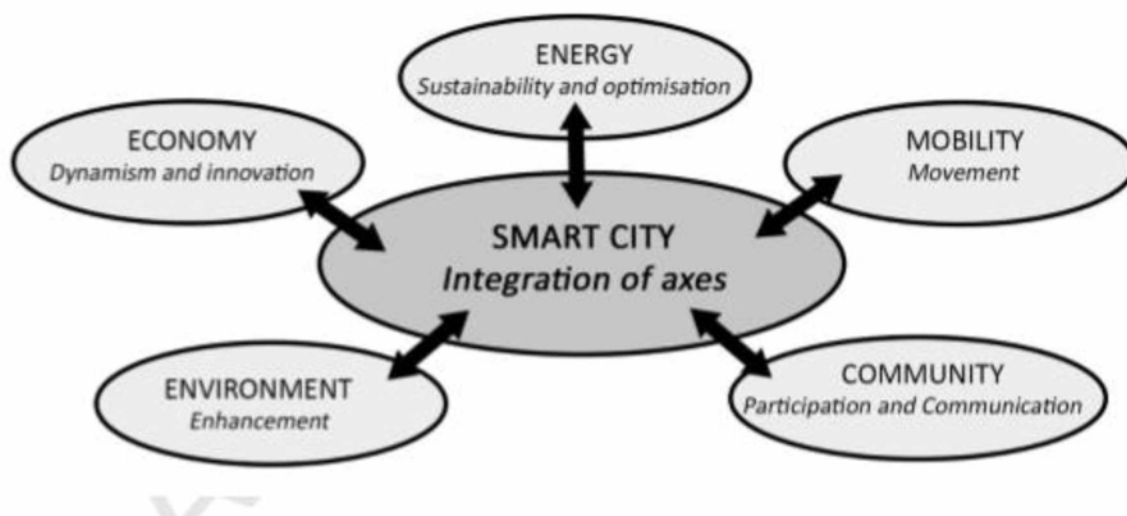 ENERGY
Sustainability and optimisation
ECONOMY
Dynamism and innovation
MOBILITY
Movement
SMART CITY
Integration of axes
ENVIRONMENT
Enhancement
COMMUNITY
Participation and Communication